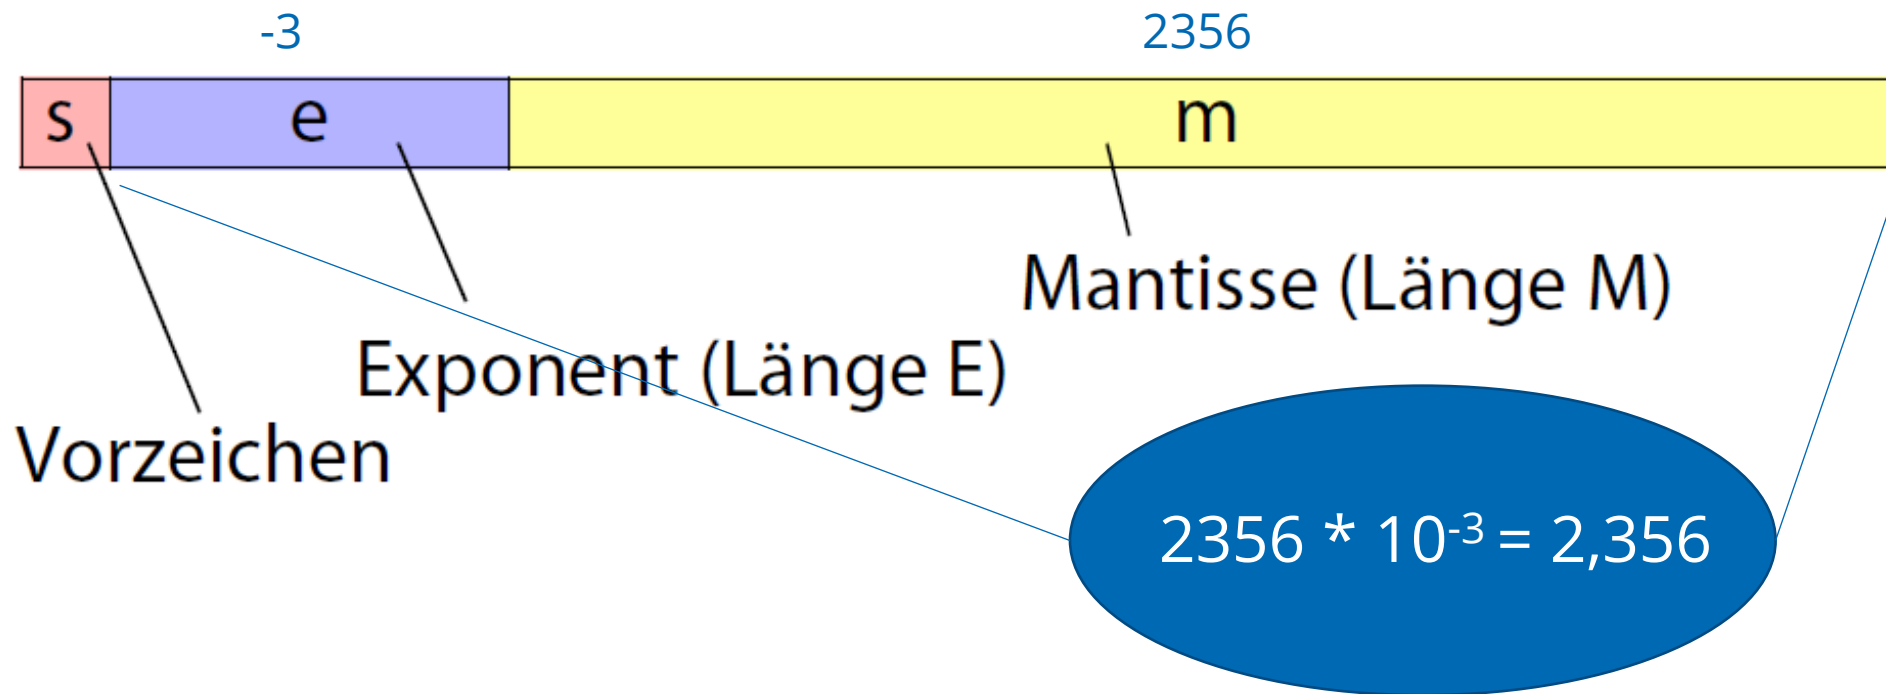 -3
2356
s
e
m
Mantisse (Länge M)
Exponent (Länge E)
Vorzeichen
2356 * 10⁻³ = 2,356